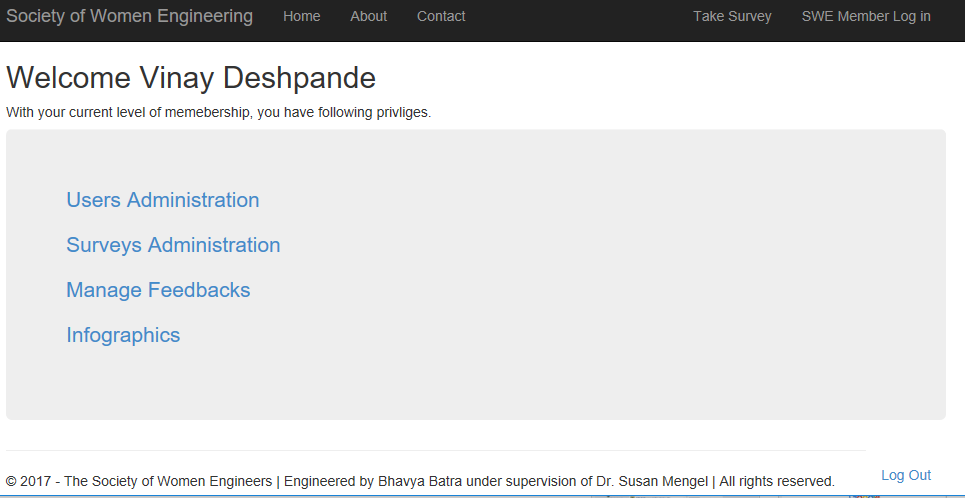 Society of Women Engineering Home About Contact Take Survey SWE Member Log in
Welcome Vinay Deshpande
With your current level of memebership, you have following privliges.
Users Administration
Surveys Administration
Manage Feedbacks
Infographics
Log Out
© 2017 - The Society of Women Engineers | Engineered by Bhavya Batra under supervision of Dr. Susan Mengel | All rights reserved.